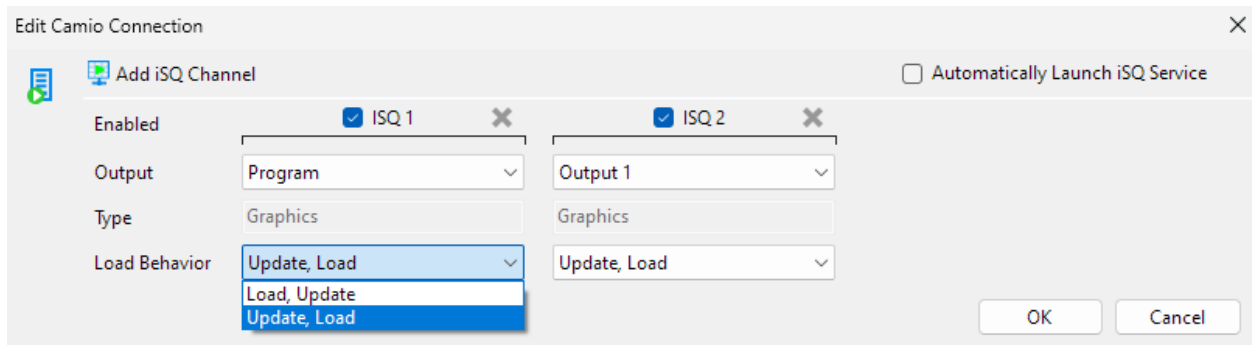 Edit Camio Connection
Add iSQ Channel
Automatically Launch iSQ Service
Enabled ISQ 1 ISQ 2
Output Program Output 1
Type Graphics Graphics
Load Behavior Update, Load Update, Load
Load, Update
Update, Load
OK Cancel